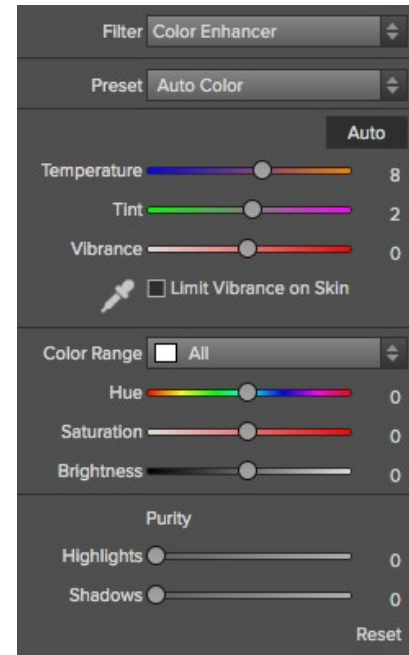 Filter Color Enhancer
Preset Auto Color
Auto
Temperature 8
Tint 2
Vibrance 0
Limit Vibrance on Skin
Color Range All
Hue 0
Saturation 0
Brightness 0
Purity
Highlights 0
Shadows 0
Reset